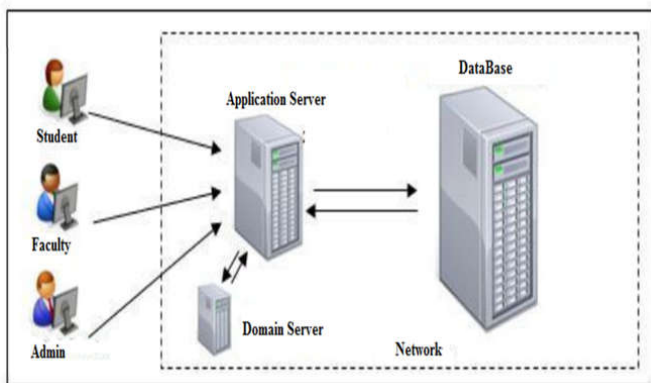 DataBase
Application Server
Student
Faculty
Domain Server
Admin
Network